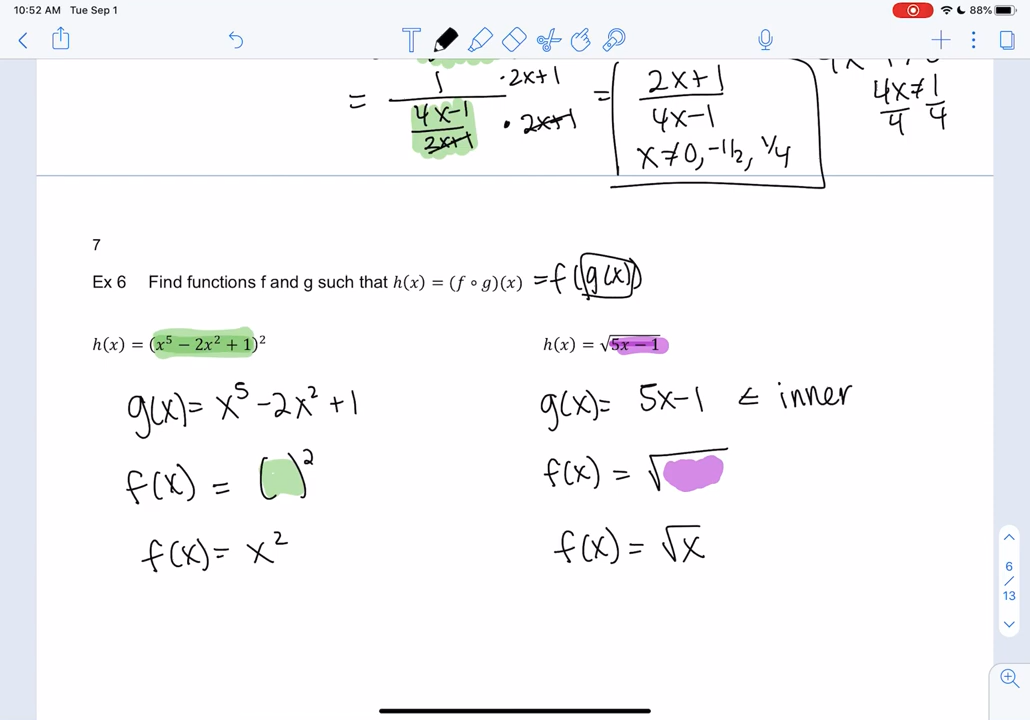 10:52 AM Tue Sep 1 88%
1 · 2x+1
= 4x-1 / 2x+1 · 2x+1 = 2x+1 / 4x-1
x ≠ 0, -1/2, 1/4
4x ≠ 1
4 4
7
Ex 6 Find functions f and g such that h(x) = (f ∘ g)(x) = f(g(x))
h(x) = (x⁵ − 2x² + 1)²
g(x) = x⁵ - 2x² + 1
f(x) = ( )²
f(x) = x²
h(x) = √5x − 1
g(x) = 5x-1 ← inner
f(x) = √
f(x) = √x
6
/
13